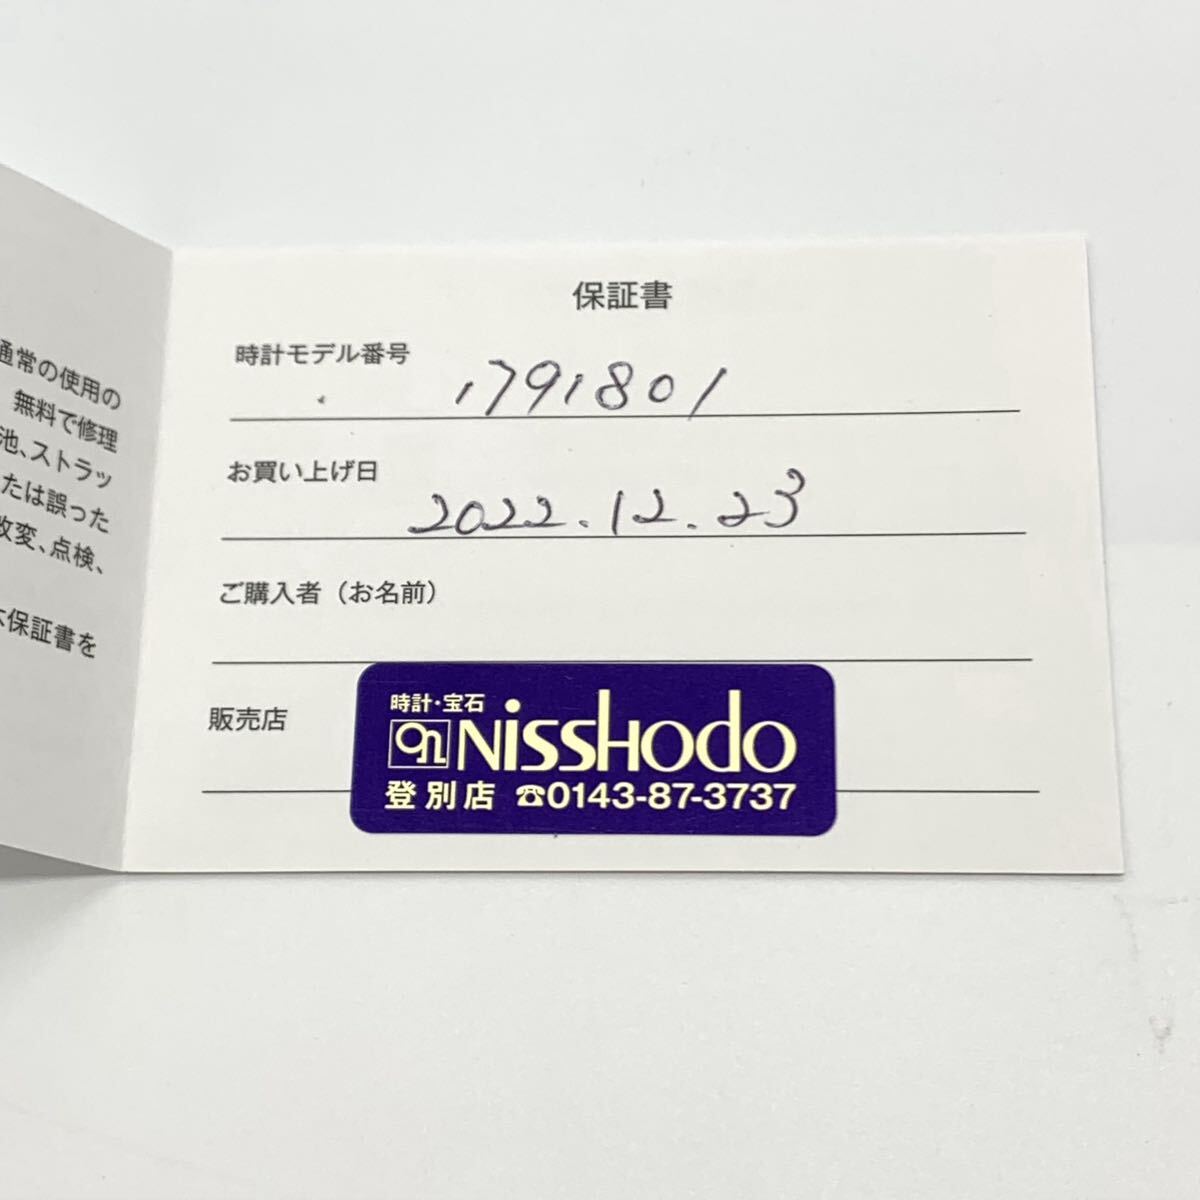 通常の使用の
無料で修理
池、ストラッ
たは誤った
改変、点検、
保証書を
保証書
時計モデル番号
1791801
お買い上げ日
2022.12.23
ご購入者（お名前）
販売店
時計・宝石
Nisshodo
登別店 ☎0143-87-3737